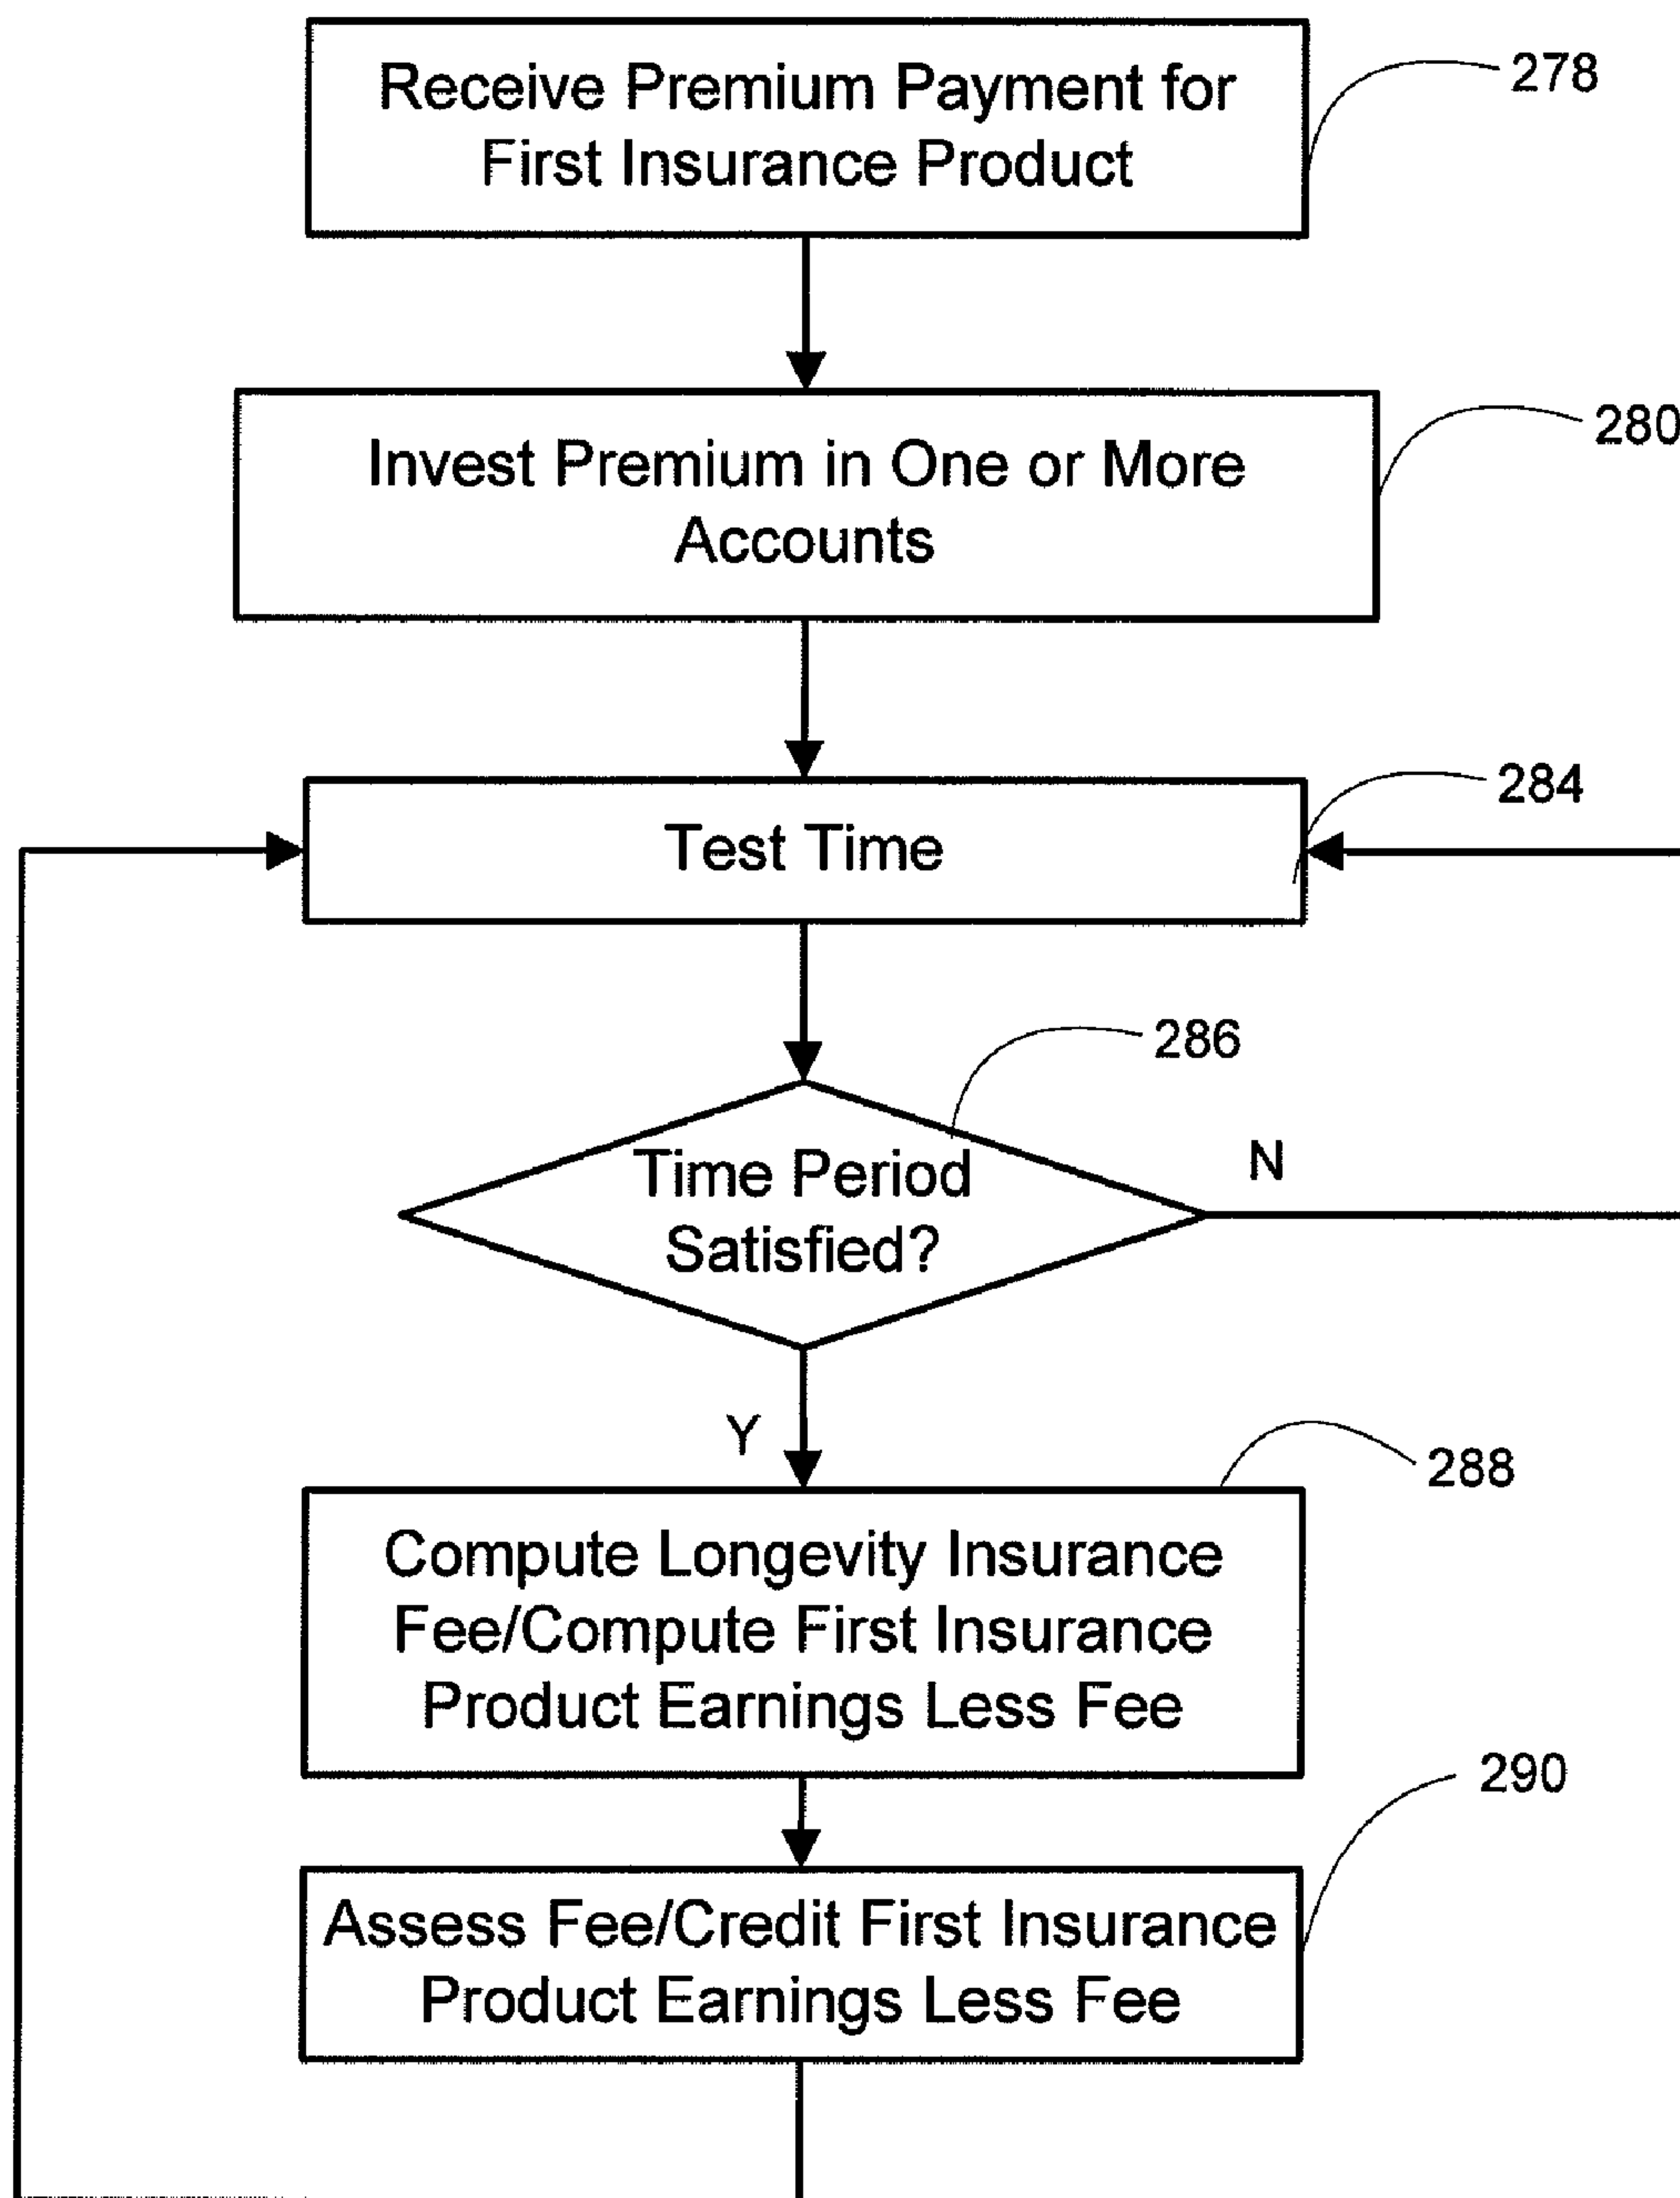 Receive Premium Payment for
First Insurance Product
278
Invest Premium in One or More
Accounts
280
Test Time
284
286
Time Period
Satisfied?
N
Y
288
Compute Longevity Insurance
Fee/Compute First Insurance
Product Earnings Less Fee
290
Assess Fee/Credit First Insurance
Product Earnings Less Fee